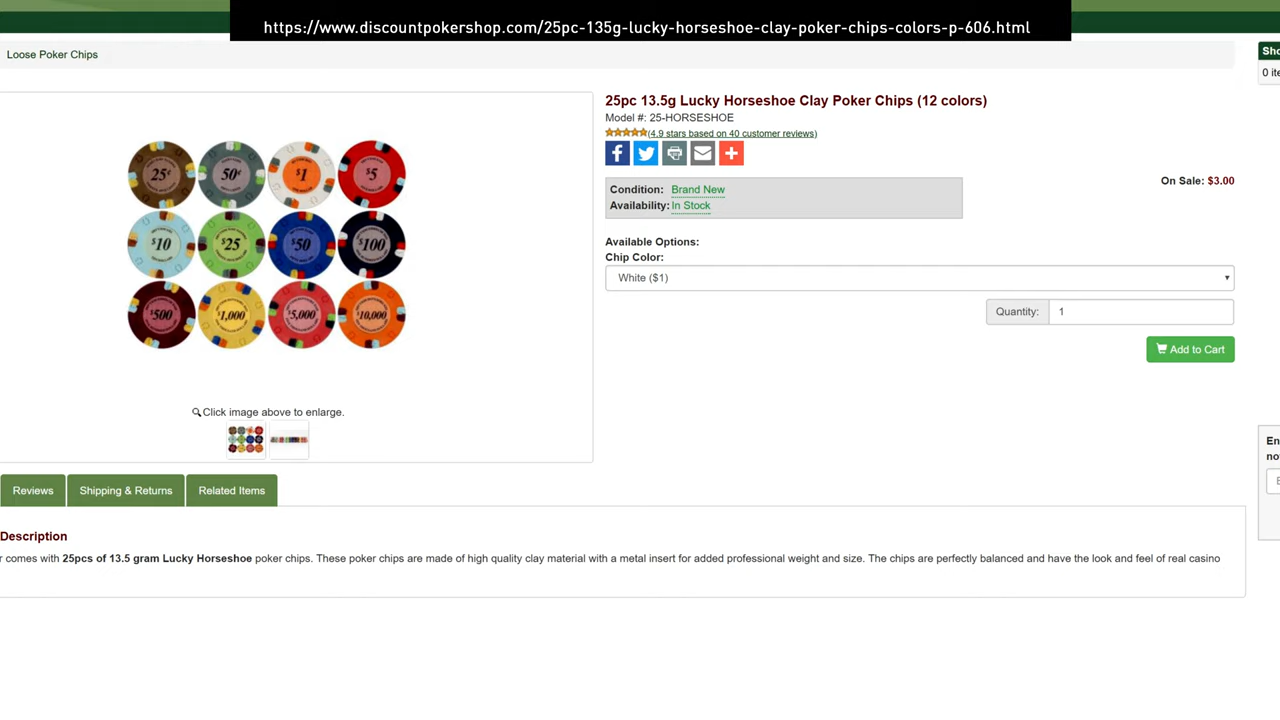 https://www.discountpokershop.com/25pc-135g-lucky-horseshoe-clay-poker-chips-colors-p-606.html
Loose Poker Chips
Sho
0 ite
25pc 13.5g Lucky Horseshoe Clay Poker Chips (12 colors)
Model #: 25-HORSESHOE
(4.9 stars based on 40 customer reviews)
On Sale: $3.00
Condition: Brand New
Availability: In Stock
Available Options:
Chip Color:
White ($1)
Quantity: 1
Add to Cart
25¢ 50¢ $1 $5
$10 $25 $50 $100
$500 $1,000 $5,000 $10,000
Click image above to enlarge.
En
no
E
Reviews Shipping & Returns Related Items
Description
r comes with 25pcs of 13.5 gram Lucky Horseshoe poker chips. These poker chips are made of high quality clay material with a metal insert for added professional weight and size. The chips are perfectly balanced and have the look and feel of real casino